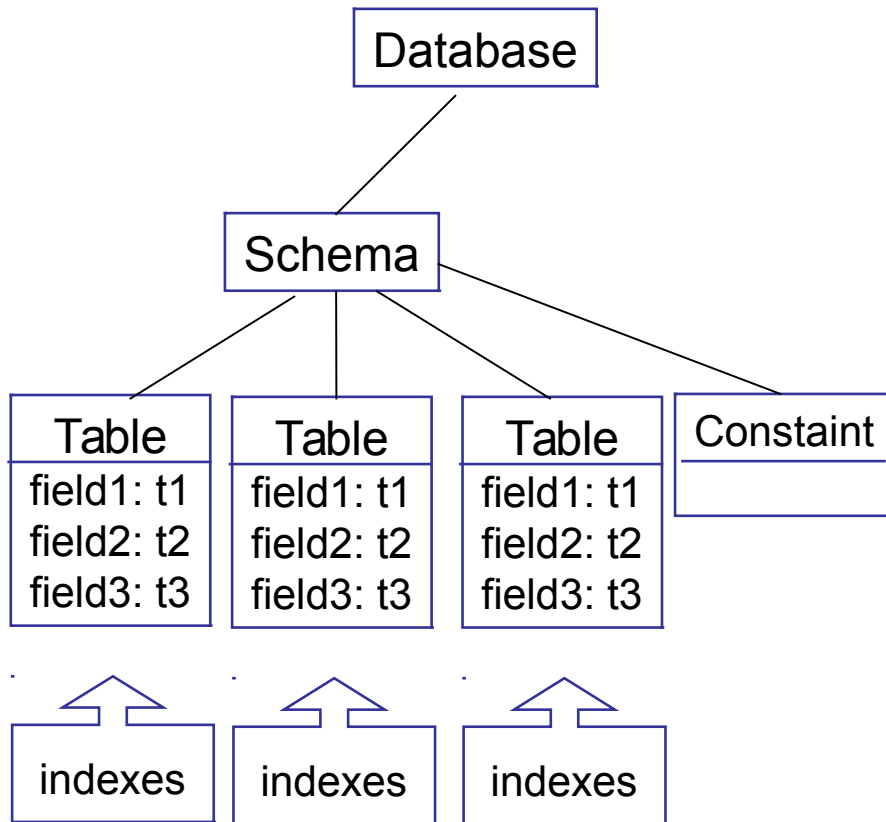 Database
Schema
Table
field1: t1
field2: t2
field3: t3
Table
field1: t1
field2: t2
field3: t3
Table
field1: t1
field2: t2
field3: t3
Constaint
indexes
indexes
indexes